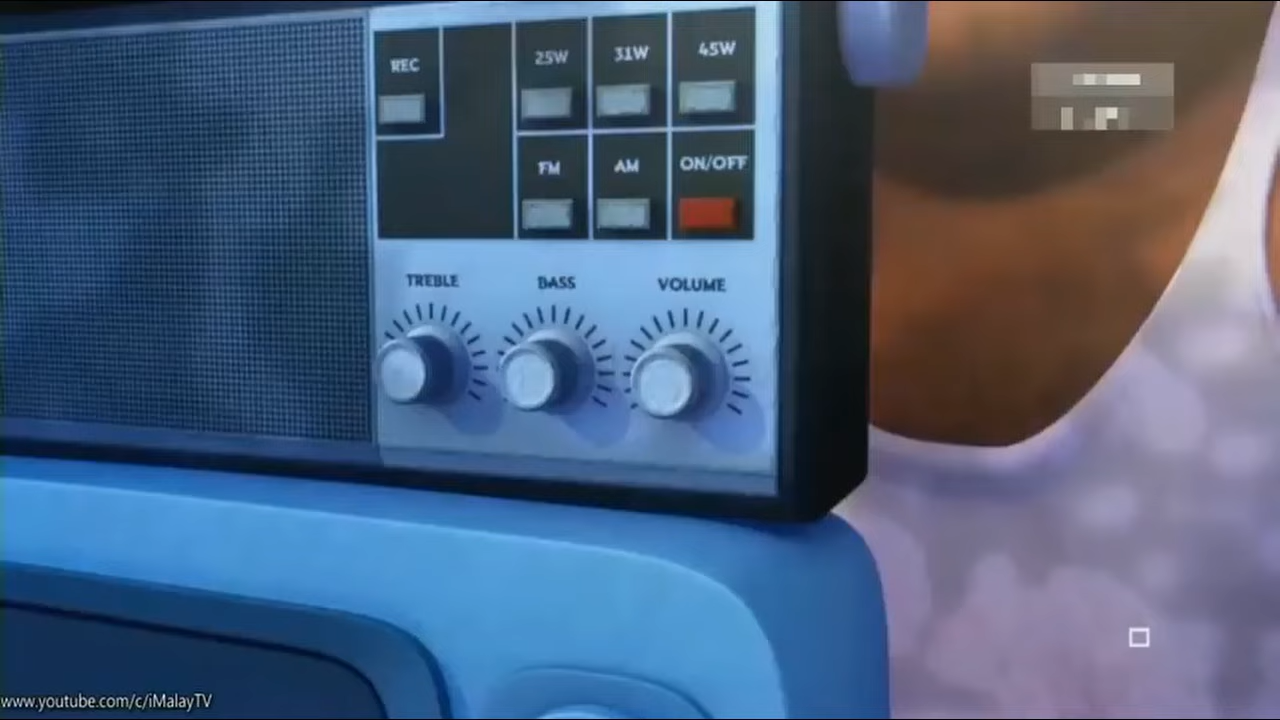 REC
25W 31W 45W
FM AM ON/OFF
TREBLE BASS VOLUME
www.youtube.com/c/iMalayTV